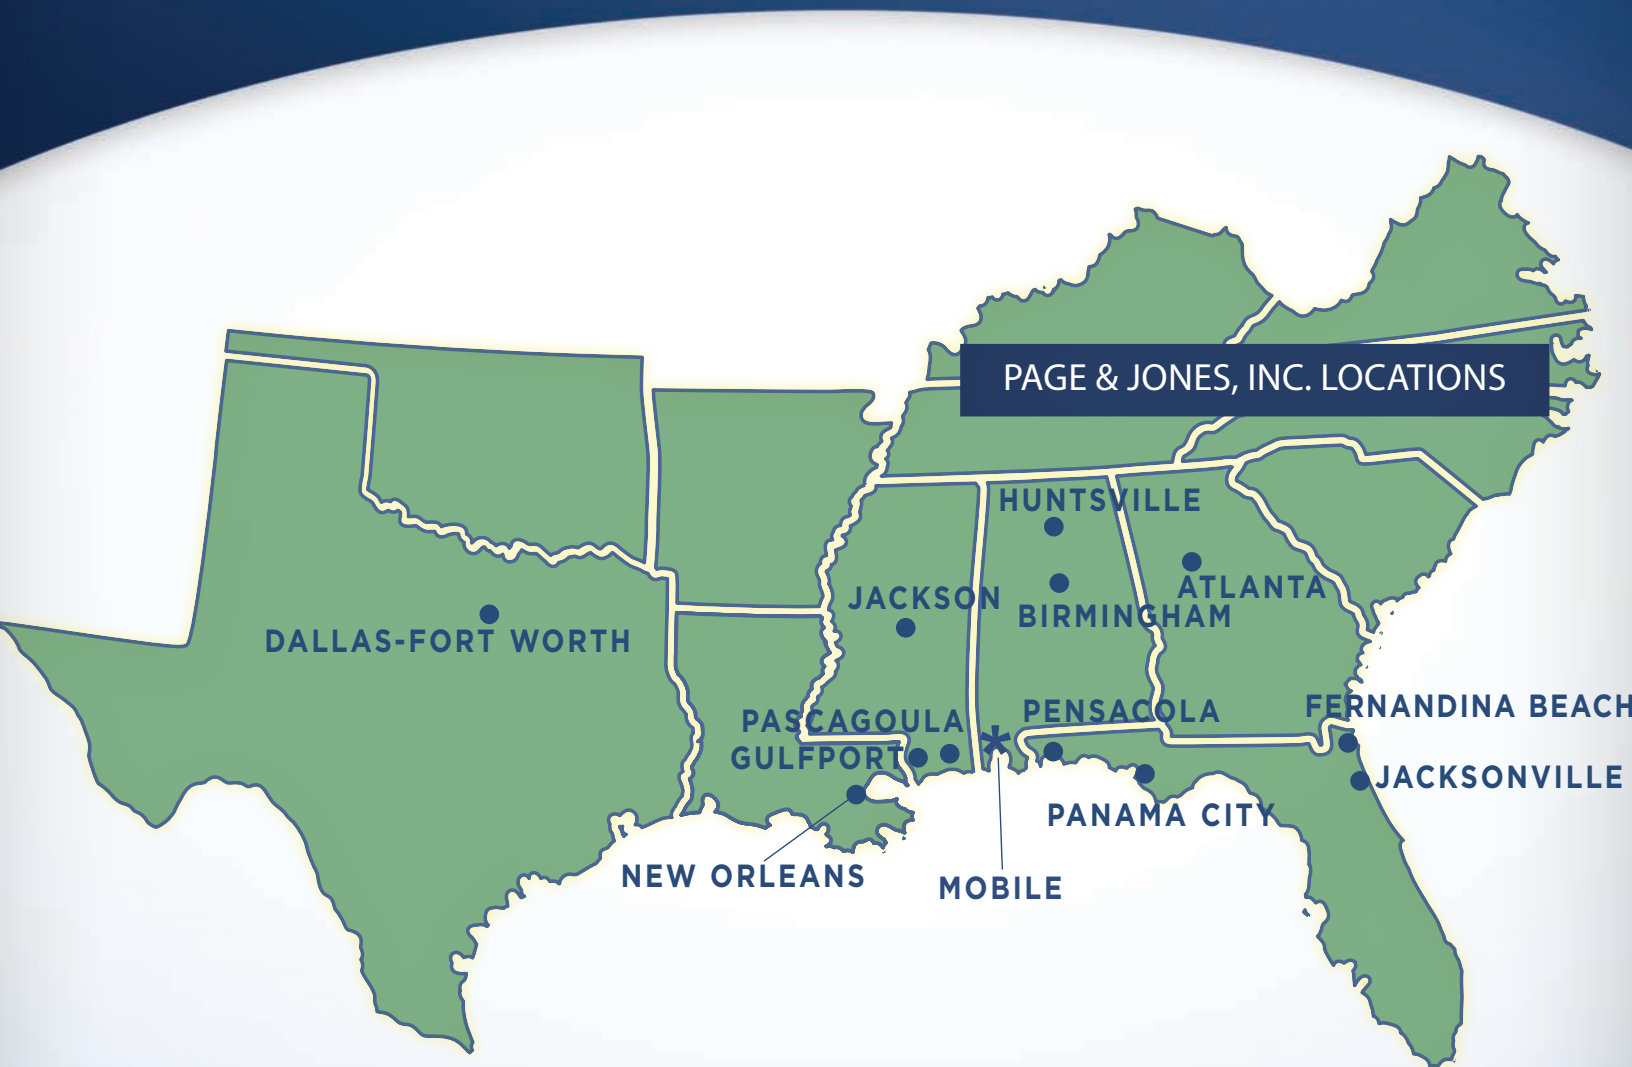 PAGE & JONES, INC. LOCATIONS
HUNTSVILLE
ATLANTA
JACKSON
BIRMINGHAM
DALLAS-FORT WORTH
FERNANDINA BEACH
PENSACOLA
PASCAGOULA
*
GULFPORT
JACKSONVILLE
PANAMA CITY
NEW ORLEANS
MOBILE